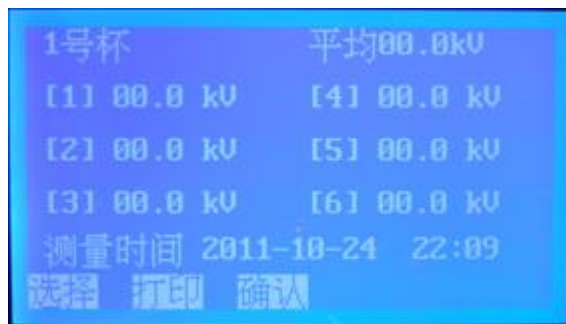 1号杯 平均00.0kV
[1] 00.0 kV [4] 00.0 kV
[2] 00.0 kV [5] 00.0 kV
[3] 00.0 kV [6] 00.0 kV
测量时间 2011-10-24 22:09
选择 打印 确认